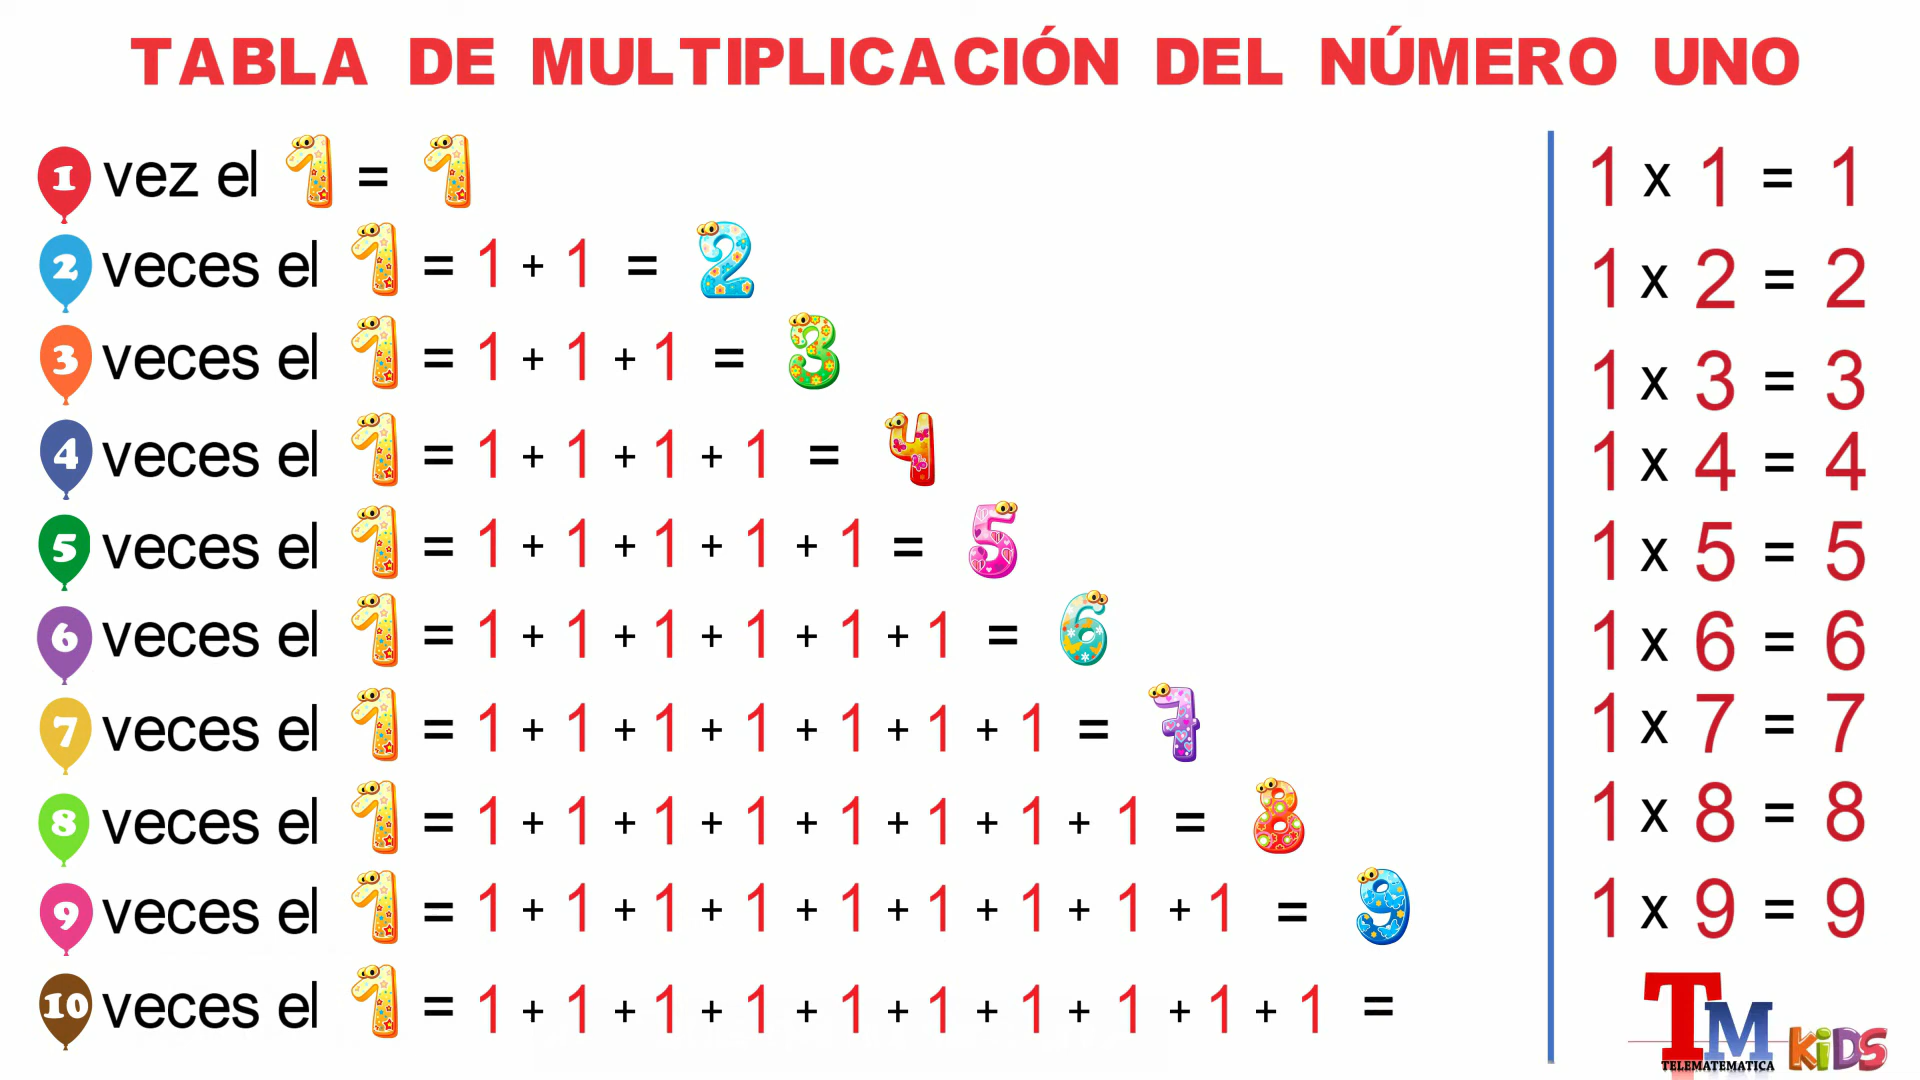 TABLA DE MULTIPLICACIÓN DEL NÚMERO UNO
1 vez el 1 = 1
2 veces el 1 = 1 + 1 = 2
3 veces el 1 = 1 + 1 + 1 = 3
4 veces el 1 = 1 + 1 + 1 + 1 = 4
5 veces el 1 = 1 + 1 + 1 + 1 + 1 = 5
6 veces el 1 = 1 + 1 + 1 + 1 + 1 + 1 = 6
7 veces el 1 = 1 + 1 + 1 + 1 + 1 + 1 + 1 = 7
8 veces el 1 = 1 + 1 + 1 + 1 + 1 + 1 + 1 + 1 = 8
9 veces el 1 = 1 + 1 + 1 + 1 + 1 + 1 + 1 + 1 + 1 = 9
10 veces el 1 = 1 + 1 + 1 + 1 + 1 + 1 + 1 + 1 + 1 + 1 =
1 x 1 = 1
1 x 2 = 2
1 x 3 = 3
1 x 4 = 4
1 x 5 = 5
1 x 6 = 6
1 x 7 = 7
1 x 8 = 8
1 x 9 = 9
TM KiDS
TELEMATEMATICA